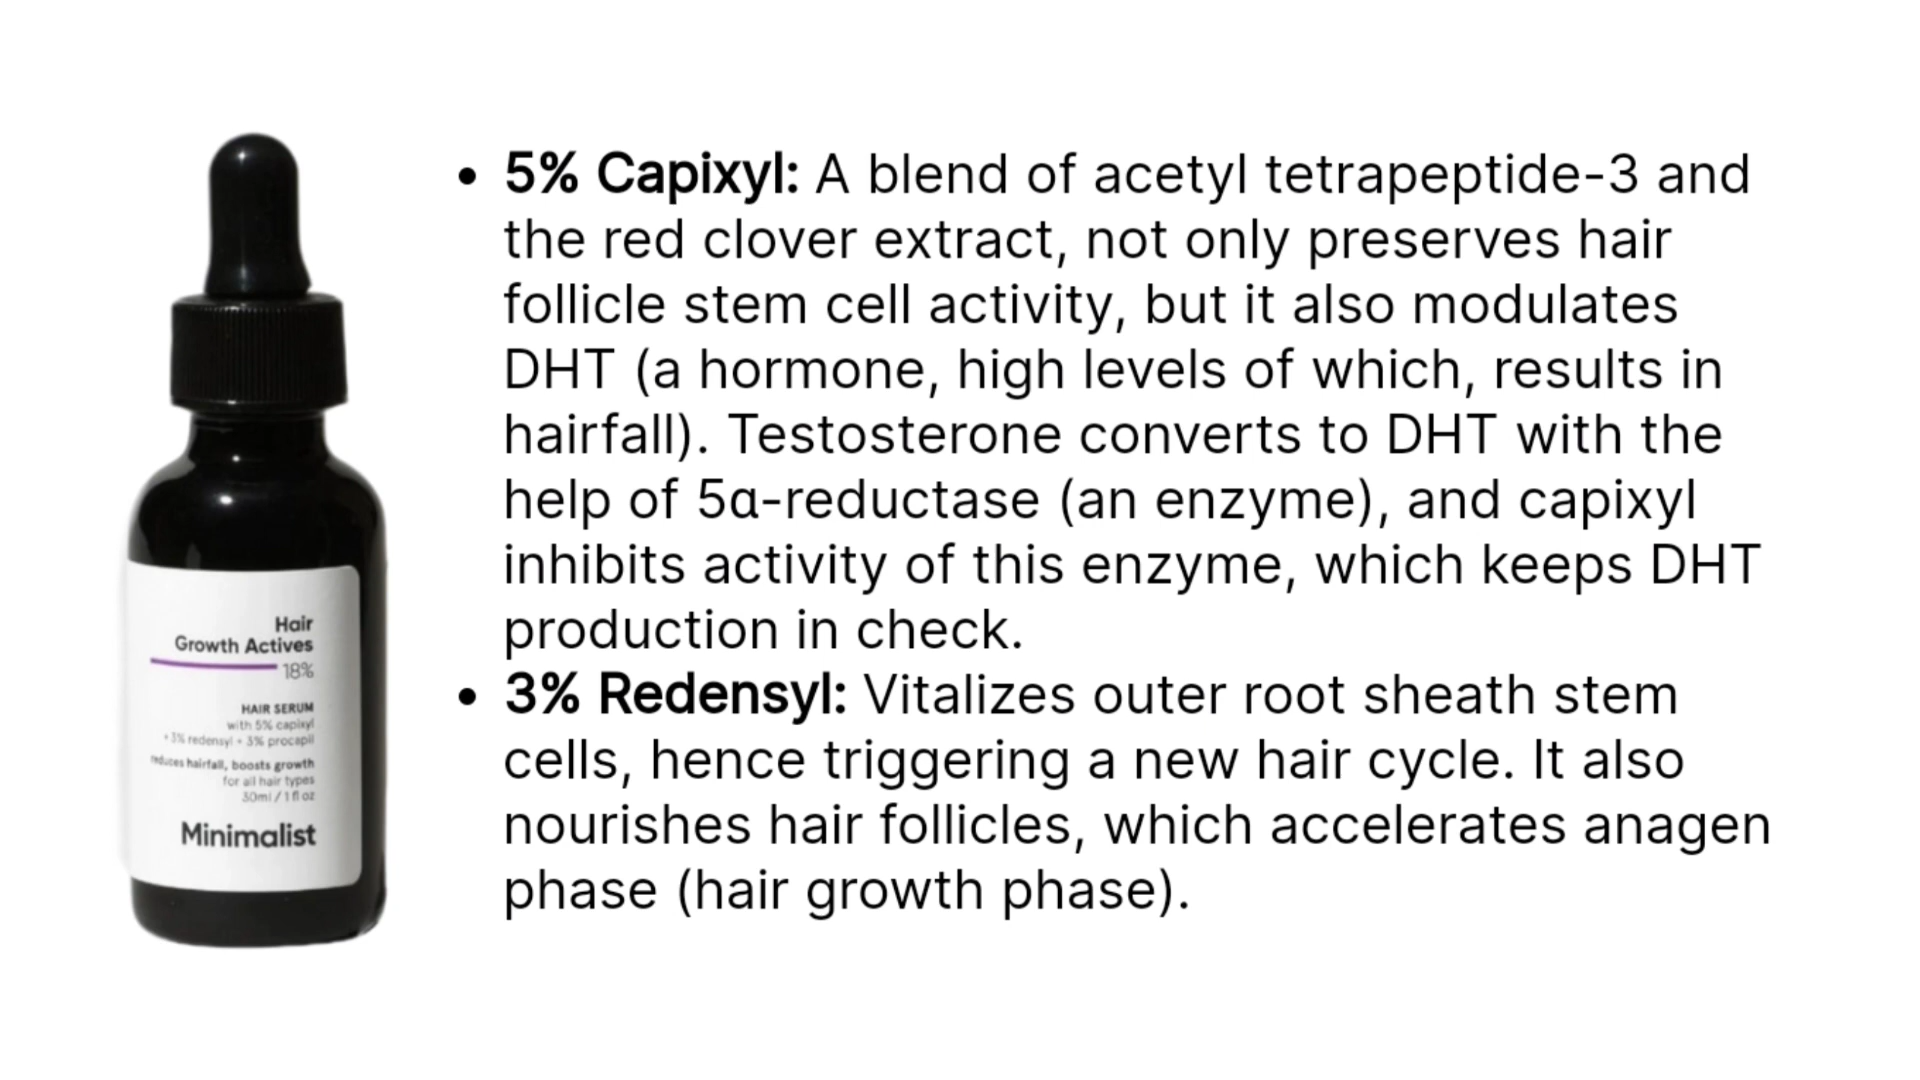 Hair
Growth Actives
18%
HAIR SERUM
with 5% capixyl
+ 3% redensyl + 3% procapil
reduces hairfall, boosts growth
for all hair types
30ml / 1 fl oz
Minimalist
• 5% Capixyl: A blend of acetyl tetrapeptide-3 and
the red clover extract, not only preserves hair
follicle stem cell activity, but it also modulates
DHT (a hormone, high levels of which, results in
hairfall). Testosterone converts to DHT with the
help of 5α-reductase (an enzyme), and capixyl
inhibits activity of this enzyme, which keeps DHT
production in check.
• 3% Redensyl: Vitalizes outer root sheath stem
cells, hence triggering a new hair cycle. It also
nourishes hair follicles, which accelerates anagen
phase (hair growth phase).